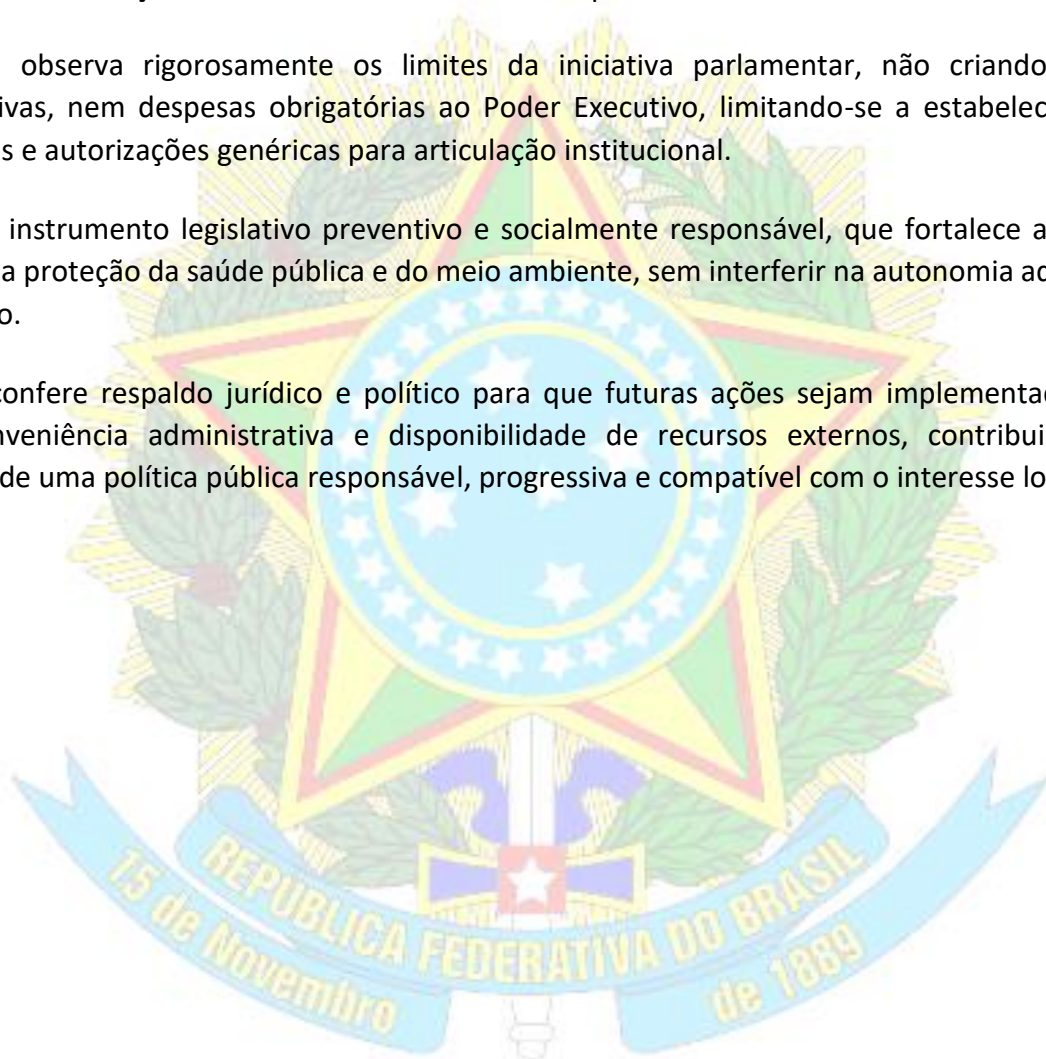 observa rigorosamente os limites da iniciativa parlamentar, não criando
ivas, nem despesas obrigatórias ao Poder Executivo, limitando-se a estabelec
s e autorizações genéricas para articulação institucional.
instrumento legislativo preventivo e socialmente responsável, que fortalece a
a proteção da saúde pública e do meio ambiente, sem interferir na autonomia ad
o.
confere respaldo jurídico e político para que futuras ações sejam implementa
nveniência administrativa e disponibilidade de recursos externos, contribui
de uma política pública responsável, progressiva e compatível com o interesse lo
REPUBLICA FEDERATIVA DO BRASIL
15 de Novembro
de 1889